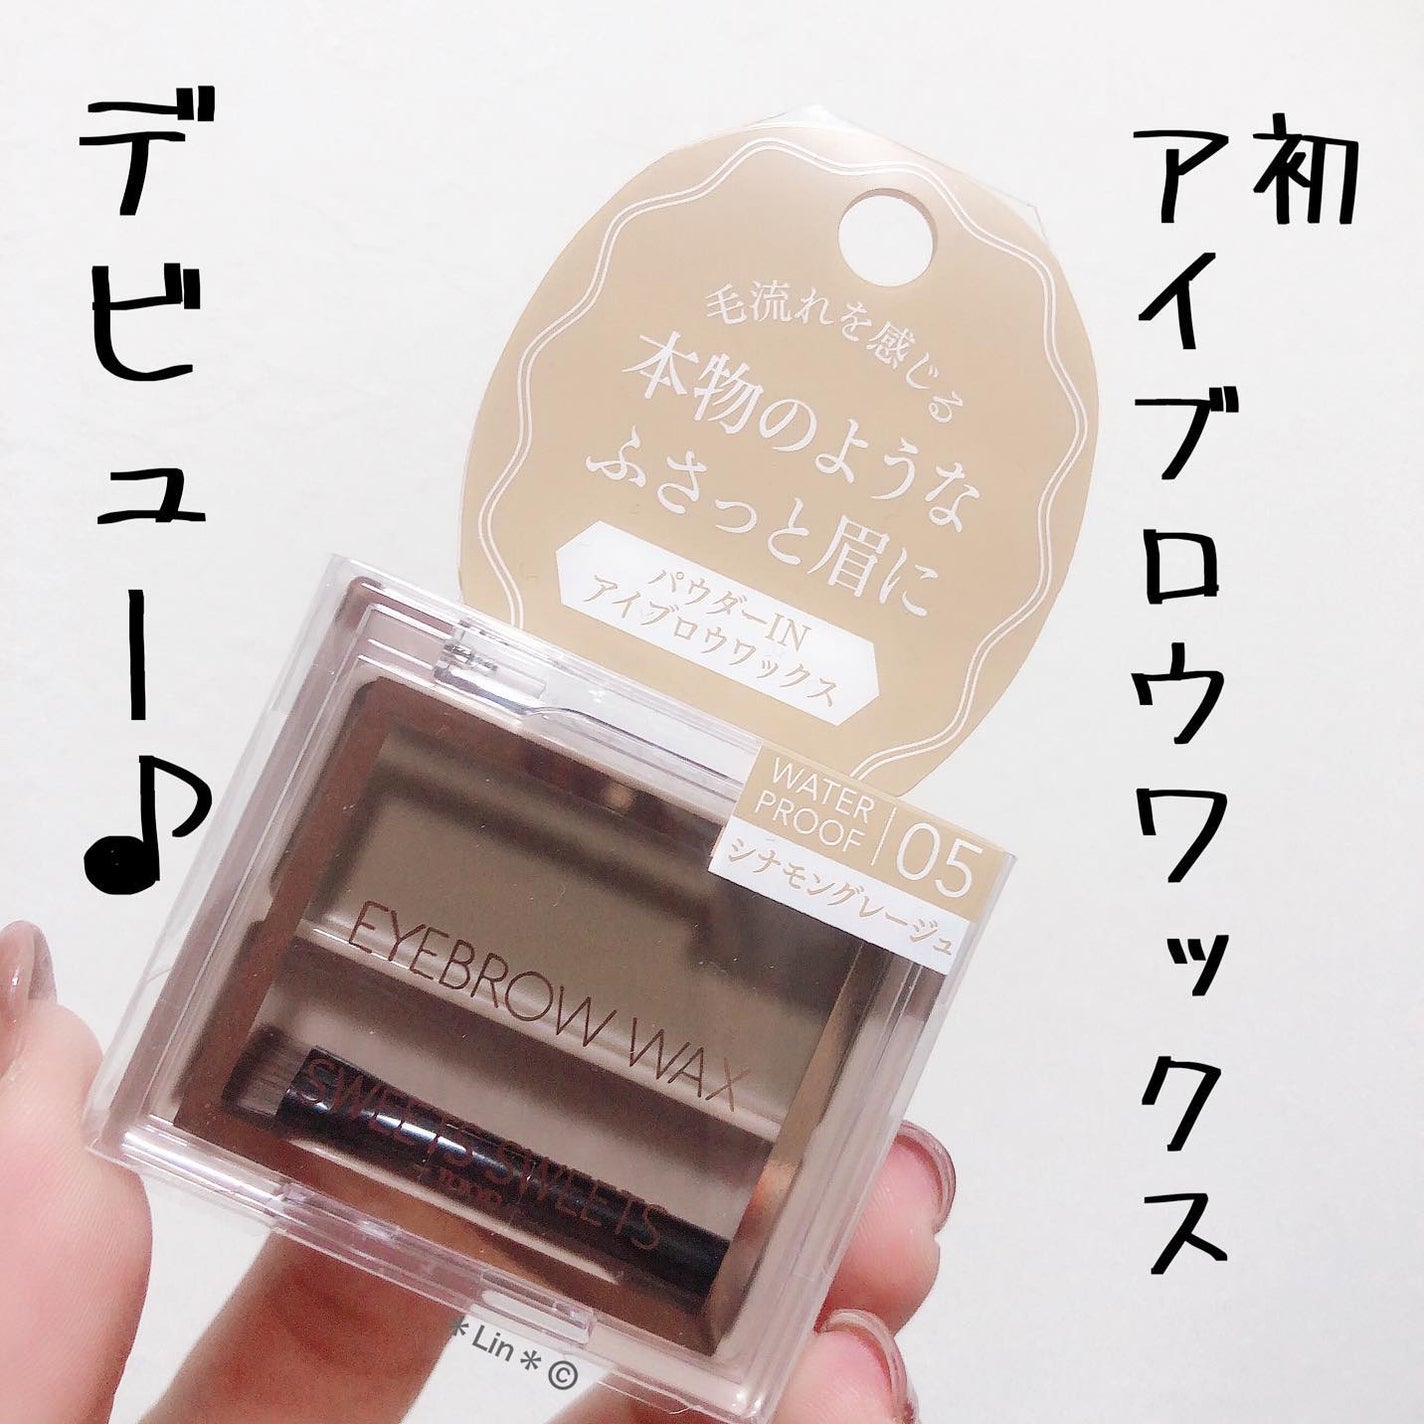 初
アイブロウワックス
デビュー♪
毛流れを感じる
本物のような
ふさっと眉に
パウダーIN
アイブロウワックス
WATER
PROOF
05
シナモングレージュ
EYEBROW WAX
SWEETS SWEETS
*Lin*©